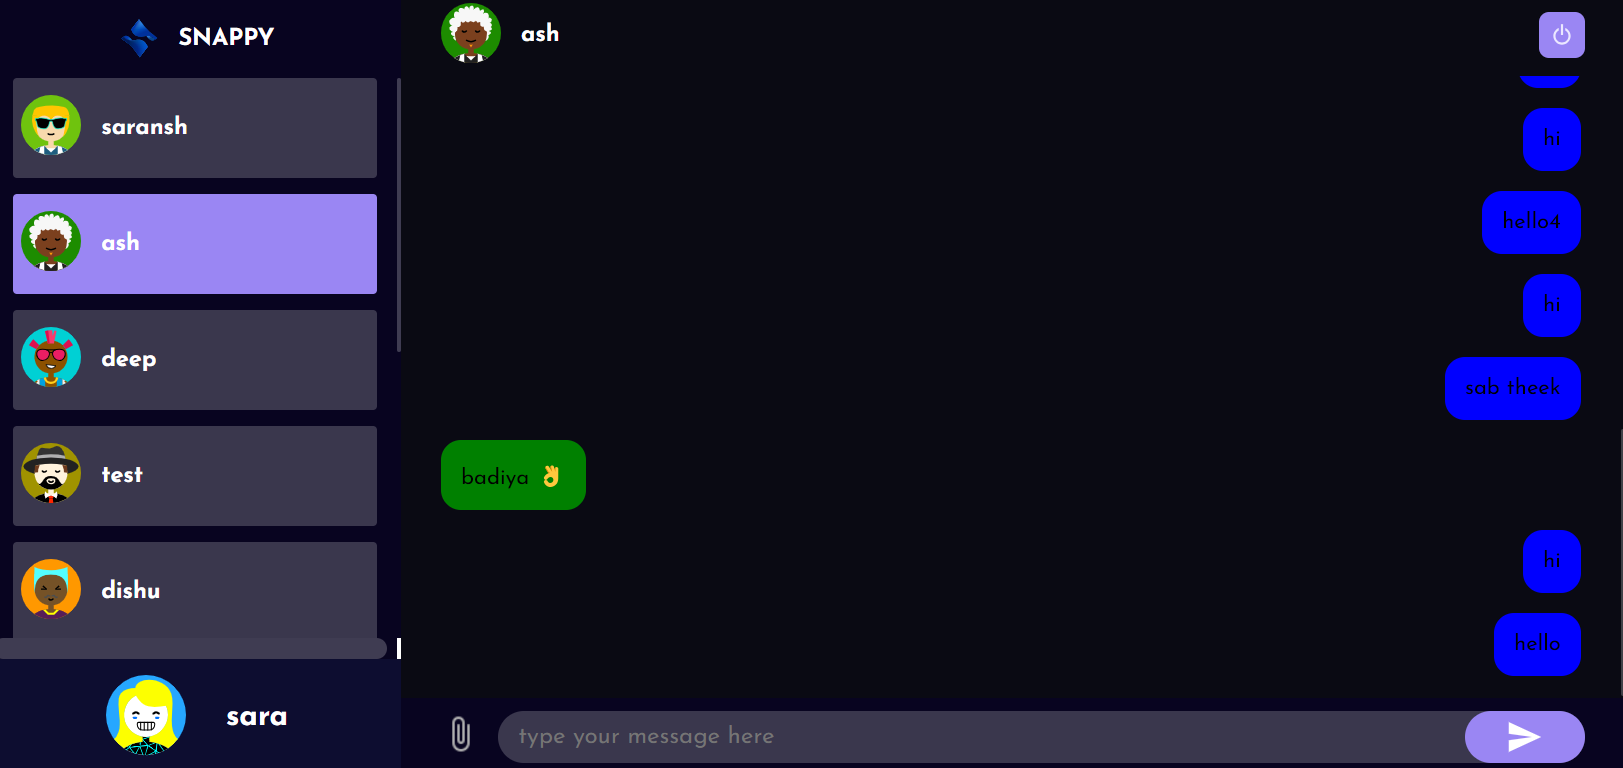 SNAPPY
saransh
ash
deep
test
dishu
sara
ash
hi
hello4
hi
sab theek
badiya 👌
hi
hello
type your message here